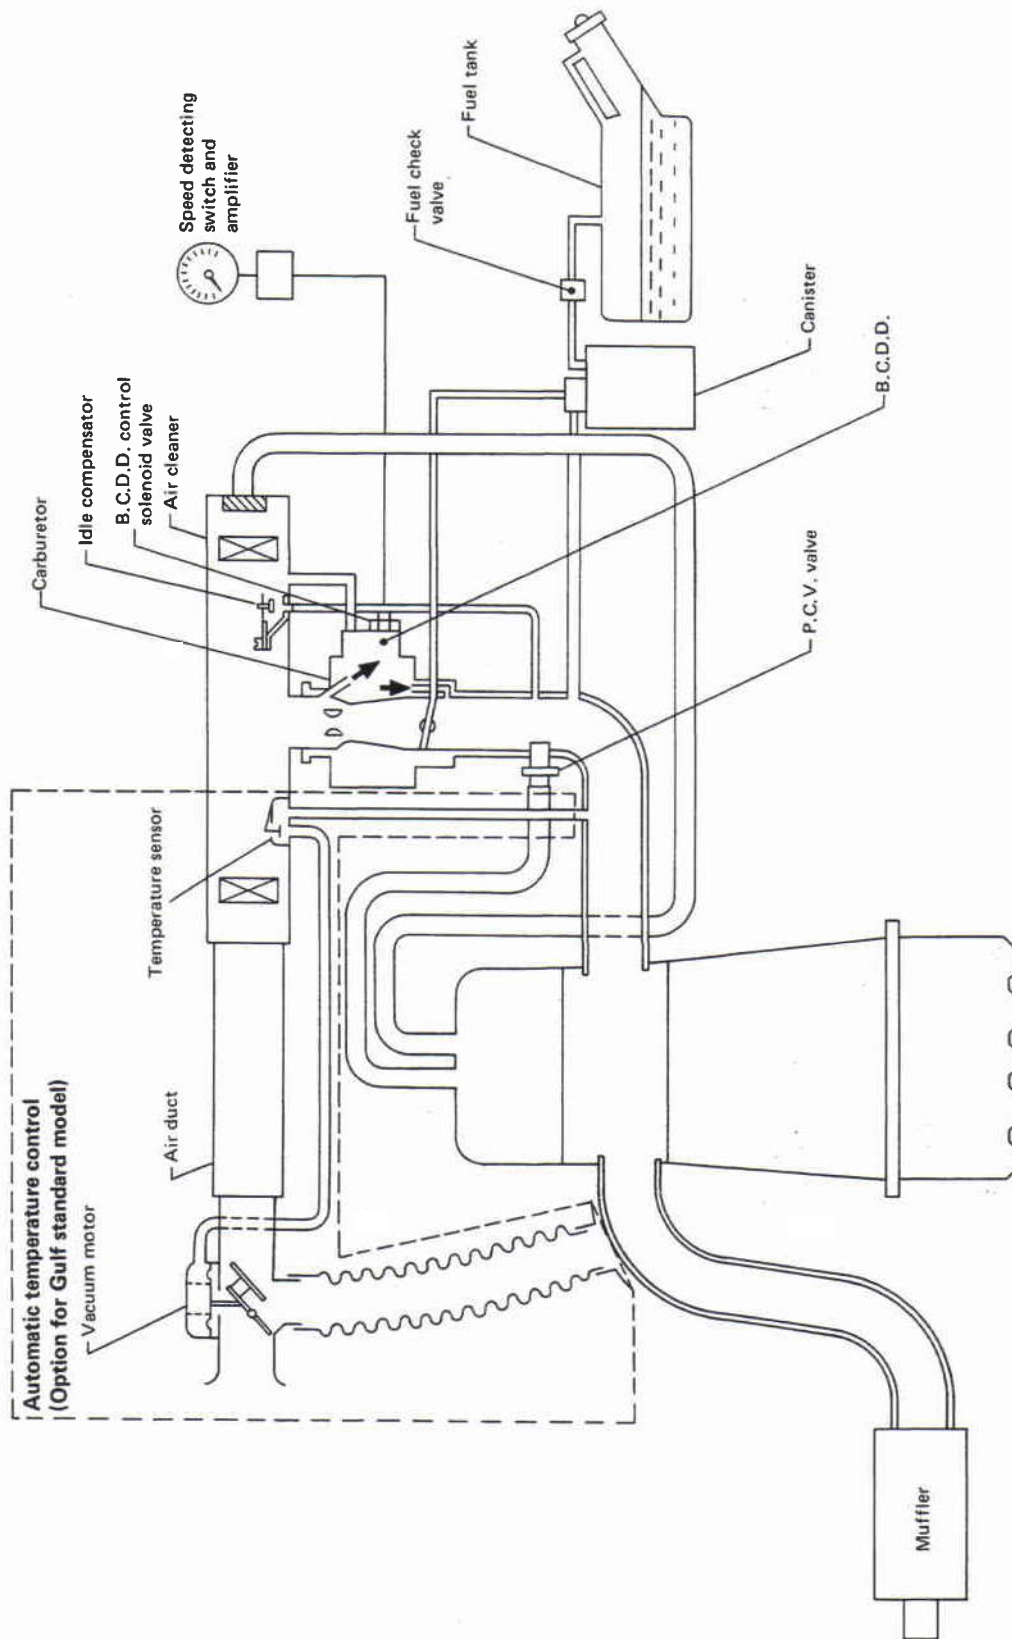 Automatic temperature control
(Option for Gulf standard model)
Vacuum motor
Air duct
Temperature sensor
Carburetor
Idle compensator
B.C.D.D. control
solenoid valve
Air cleaner
Speed detecting
switch and
amplifier
Fuel check
valve
Fuel tank
Canister
B.C.D.D.
P.C.V. valve
Muffler